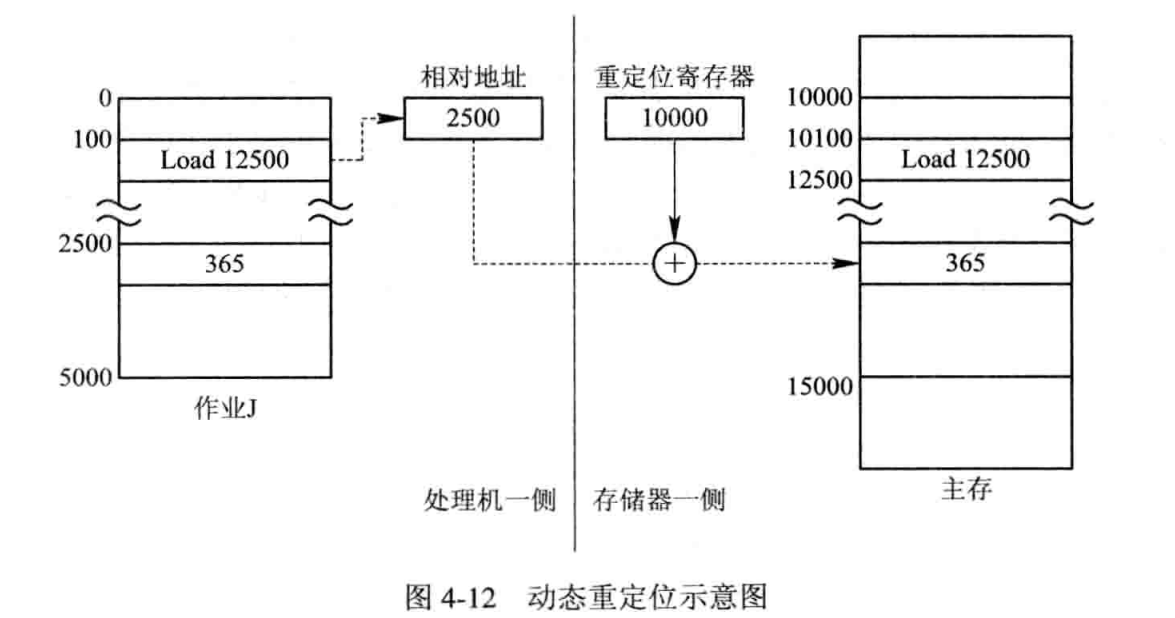 相对地址
重定位寄存器
0
2500
10000
10000
100
Load 12500
10100
Load 12500
12500
2500
365
+
365
5000
15000
作业J
处理机一侧
存储器一侧
主存
图 4-12 动态重定位示意图